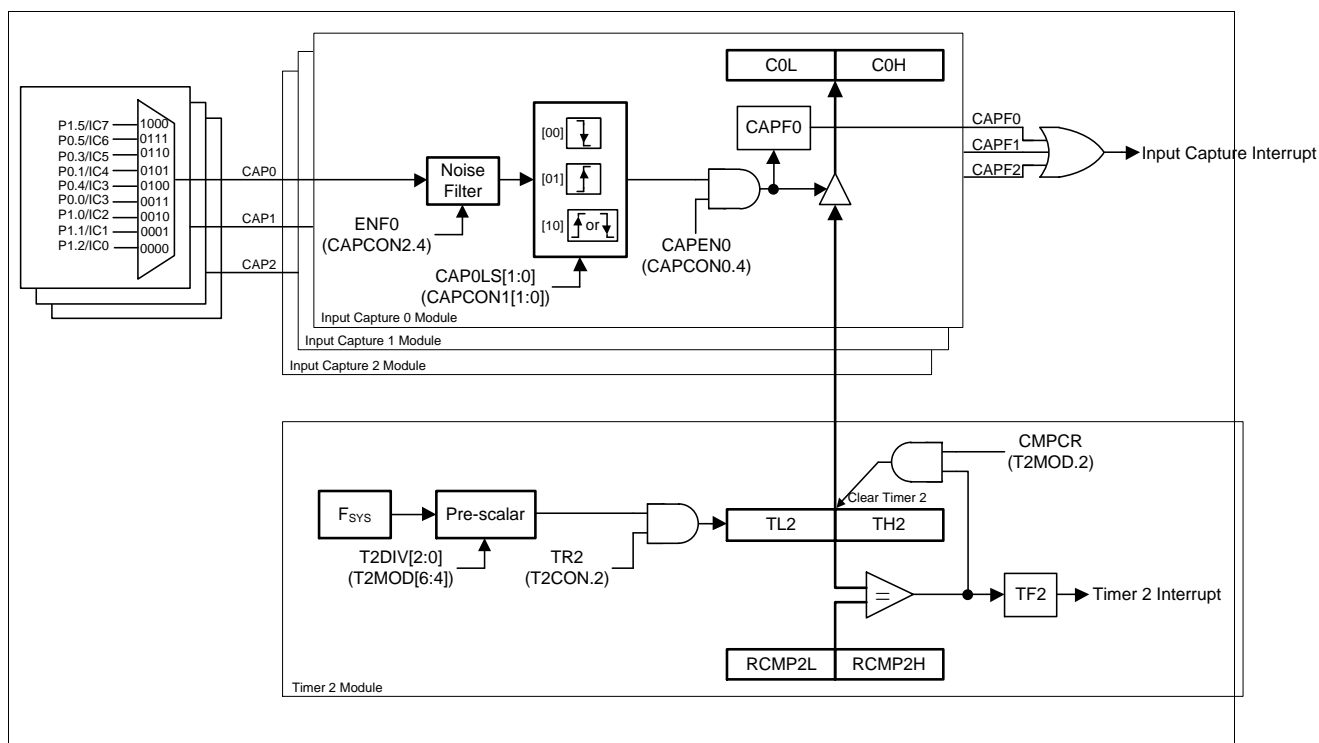 C0L
C0H
P1.5/IC7 1000
P0.5/IC6 0111
P0.3/IC5 0110
P0.1/IC4 0101
P0.4/IC3 0100
P0.0/IC3 0011
P1.0/IC2 0010
P1.1/IC1 0001
P1.2/IC0 0000
CAP0
CAP1
CAP2
Noise
Filter
ENF0
(CAPCON2.4)
[00]
[01]
[10]
or
CAP0LS[1:0]
(CAPCON1[1:0])
CAPEN0
(CAPCON0.4)
CAPF0
CAPF0
CAPF1
CAPF2
Input Capture Interrupt
Input Capture 0 Module
Input Capture 1 Module
Input Capture 2 Module
CMPCR
(T2MOD.2)
Clear Timer 2
FSYS
Pre-scalar
T2DIV[2:0]
(T2MOD[6:4])
TR2
(T2CON.2)
TL2
TH2
=
TF2
Timer 2 Interrupt
RCMP2L
RCMP2H
Timer 2 Module